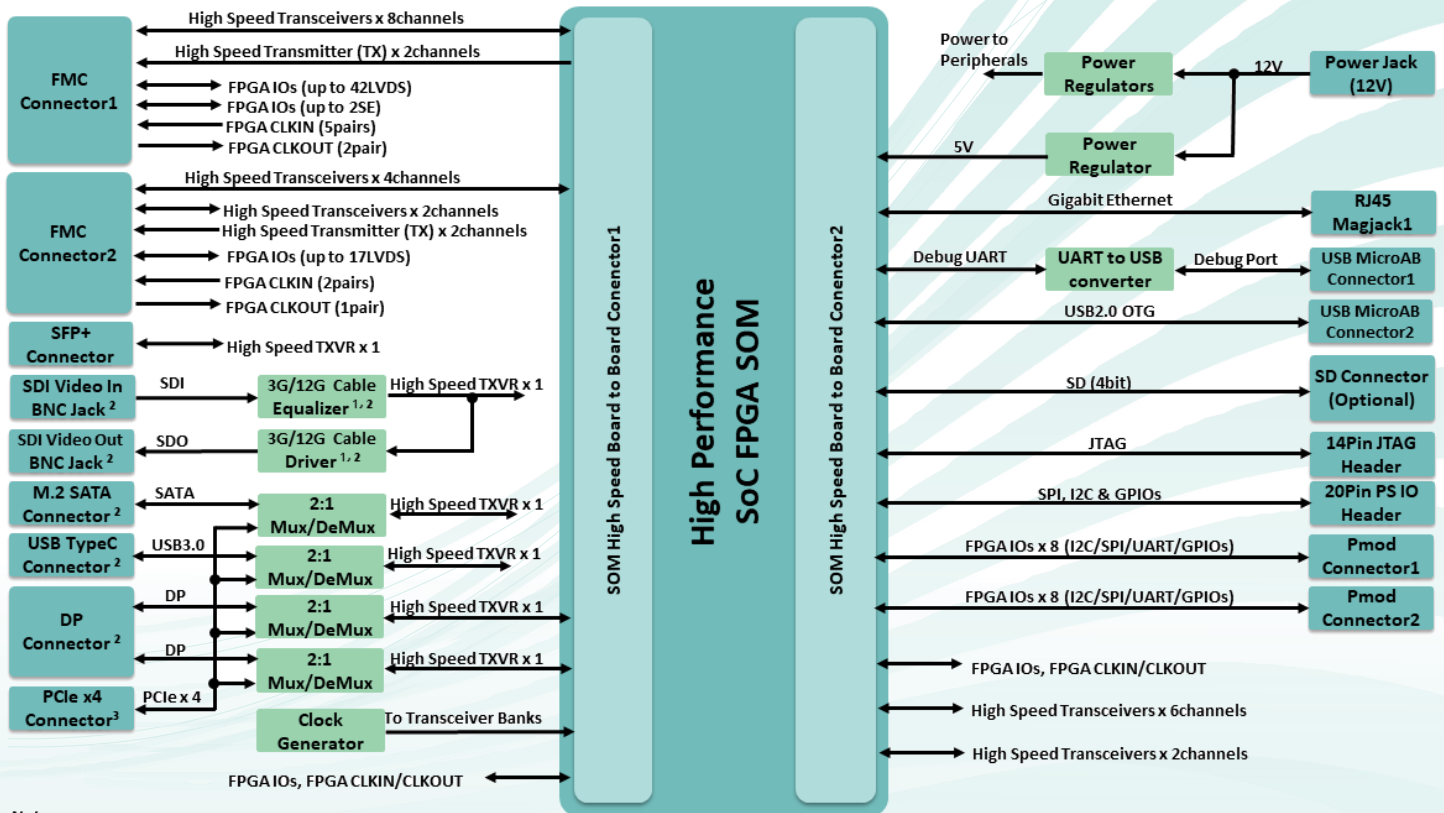 High Speed Transceivers x 8channels
High Speed Transmitter (TX) x 2channels
FMC
Connector1
FPGA IOs (up to 42LVDS)
FPGA IOs (up to 2SE)
FPGA CLKIN (5pairs)
FPGA CLKOUT (2pair)
High Speed Transceivers x 4channels
FMC
Connector2
High Speed Transceivers x 2channels
High Speed Transmitter (TX) x 2channels
FPGA IOs (up to 17LVDS)
FPGA CLKIN (2pairs)
FPGA CLKOUT (1pair)
SFP+
Connector
High Speed TXVR x 1
SDI Video In
BNC Jack 2
SDI
3G/12G Cable
Equalizer 1, 2
High Speed TXVR x 1
SDI Video Out
BNC Jack 2
SDO
3G/12G Cable
Driver 1, 2
M.2 SATA
Connector 2
SATA
2:1
Mux/DeMux
High Speed TXVR x 1
USB TypeC
Connector 2
USB3.0
2:1
Mux/DeMux
High Speed TXVR x 1
DP
Connector 2
DP
2:1
Mux/DeMux
High Speed TXVR x 1
DP
2:1
Mux/DeMux
High Speed TXVR x 1
PCIe x4
Connector3
PCIe x 4
Clock
Generator
To Transceiver Banks
FPGA IOs, FPGA CLKIN/CLKOUT
SOM High Speed Board to Board Conenctor1
High Performance
SoC FPGA SOM
SOM High Speed Board to Board Conenctor2
Power to
Peripherals
Power
Regulators
12V
Power Jack
(12V)
5V
Power
Regulator
Gigabit Ethernet
RJ45
Magjack1
Debug UART
UART to USB
converter
Debug Port
USB MicroAB
Connector1
USB2.0 OTG
USB MicroAB
Connector2
SD (4bit)
SD Connector
(Optional)
JTAG
14Pin JTAG
Header
SPI, I2C & GPIOs
20Pin PS IO
Header
FPGA IOs x 8 (I2C/SPI/UART/GPIOs)
Pmod
Connector1
FPGA IOs x 8 (I2C/SPI/UART/GPIOs)
Pmod
Connector2
FPGA IOs, FPGA CLKIN/CLKOUT
High Speed Transceivers x 6channels
High Speed Transceivers x 2channels